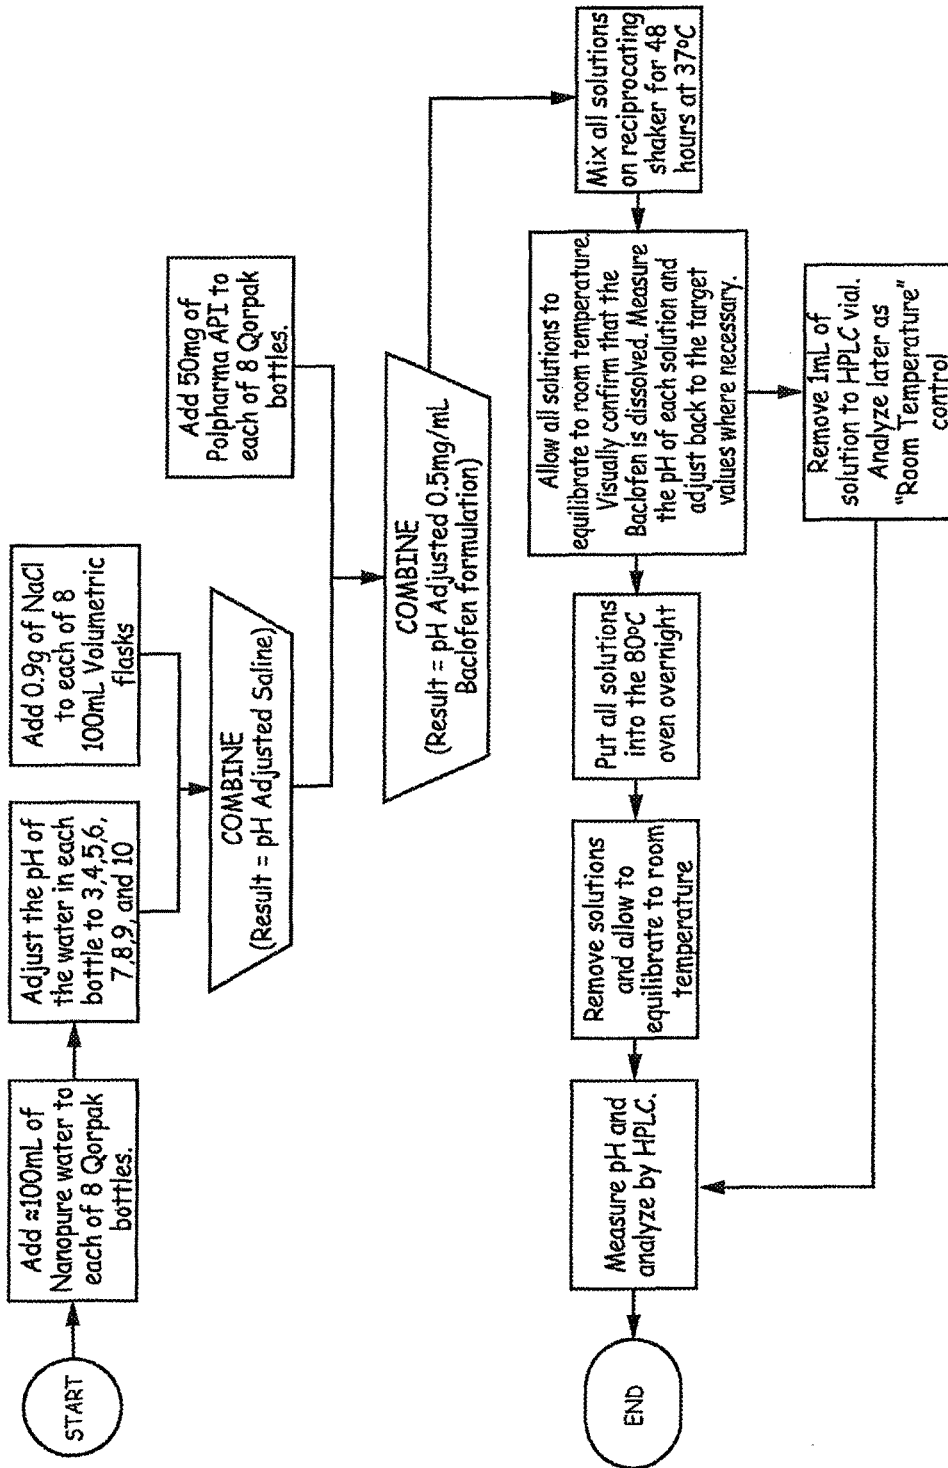 START
Add ≈100mL of
Nanopure water to
each of 8 Qorpak
bottles.
Adjust the pH of
the water in each
bottle to 3,4,5,6,
7,8,9, and 10
Add 0.9g of NaCl
to each of 8
100mL Volumetric
flasks
COMBINE
(Result = pH Adjusted Saline)
Add 50mg of
Polpharma API to
each of 8 Qorpak
bottles.
COMBINE
(Result = pH Adjusted 0.5mg/mL
Baclofen formulation)
Mix all solutions
on reciprocating
shaker for 48
hours at 37ºC
Allow all solutions to
equilibrate to room temperature.
Visually confirm that the
Baclofen is dissolved. Measure
the pH of each solution and
adjust back to the target
values where necessary.
Remove 1mL of
solution to HPLC vial.
Analyze later as
"Room Temperature"
control
Put all solutions
into the 80ºC
oven overnight
Remove solutions
and allow to
equilibrate to room
temperature
Measure pH and
analyze by HPLC.
END